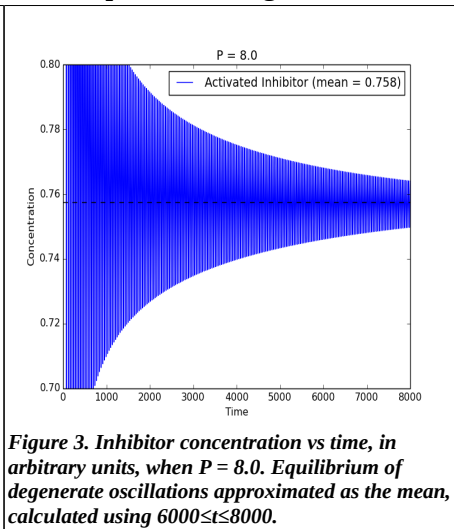 P = 8.0
Activated Inhibitor (mean = 0.758)
0.80
0.78
0.76
0.74
0.72
0.70
Concentration
0 1000 2000 3000 4000 5000 6000 7000 8000
Time
Figure 3. Inhibitor concentration vs time, in
arbitrary units, when P = 8.0. Equilibrium of
degenerate oscillations approximated as the mean,
calculated using 6000≤t≤8000.